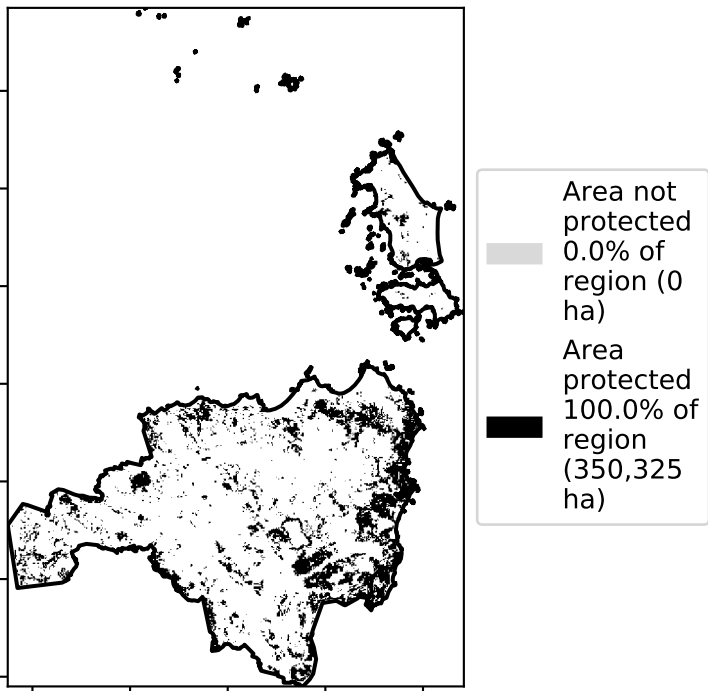 Area not
protected
0.0% of
region (0
ha)
Area
protected
100.0% of
region
(350,325
ha)